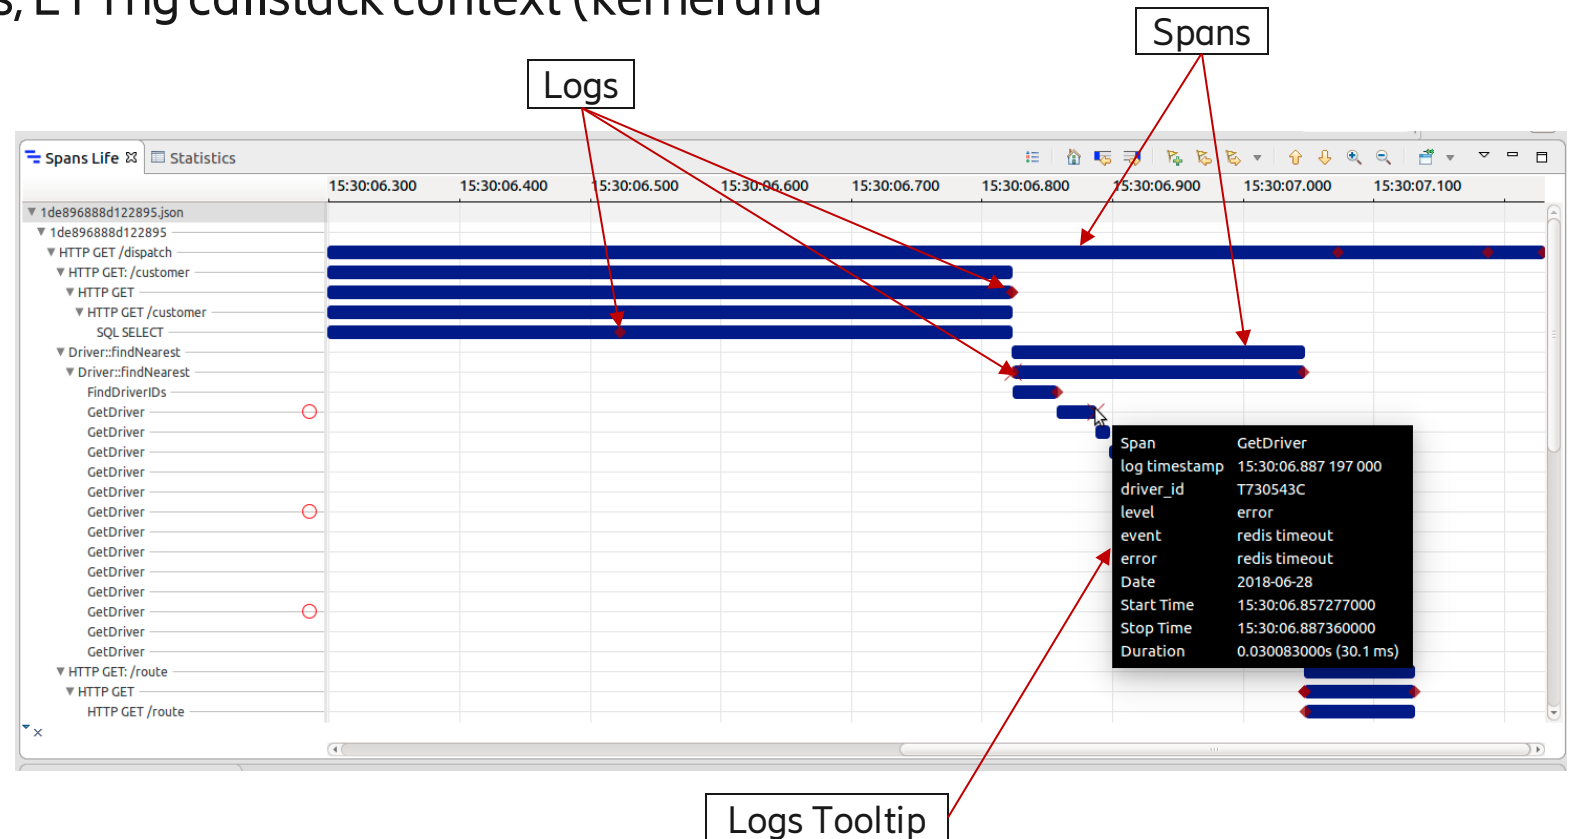 callstack context (kernel and
Spans
Logs
Spans Life Statistics
15:30:06.300 15:30:06.400 15:30:06.500 15:30:06.600 15:30:06.700 15:30:06.800 15:30:06.900 15:30:07.000 15:30:07.100
1de896888d122895.json
1de896888d122895
HTTP GET /dispatch
HTTP GET: /customer
HTTP GET
HTTP GET /customer
SQL SELECT
Driver::findNearest
Driver::findNearest
FindDriverIDs
GetDriver
GetDriver
GetDriver
GetDriver
GetDriver
GetDriver
GetDriver
GetDriver
GetDriver
GetDriver
GetDriver
GetDriver
GetDriver
HTTP GET: /route
HTTP GET
HTTP GET /route
Span GetDriver
log timestamp 15:30:06.887 197 000
driver_id T730543C
level error
event redis timeout
error redis timeout
Date 2018-06-28
Start Time 15:30:06.857277000
Stop Time 15:30:06.887360000
Duration 0.030083000s (30.1 ms)
Logs Tooltip